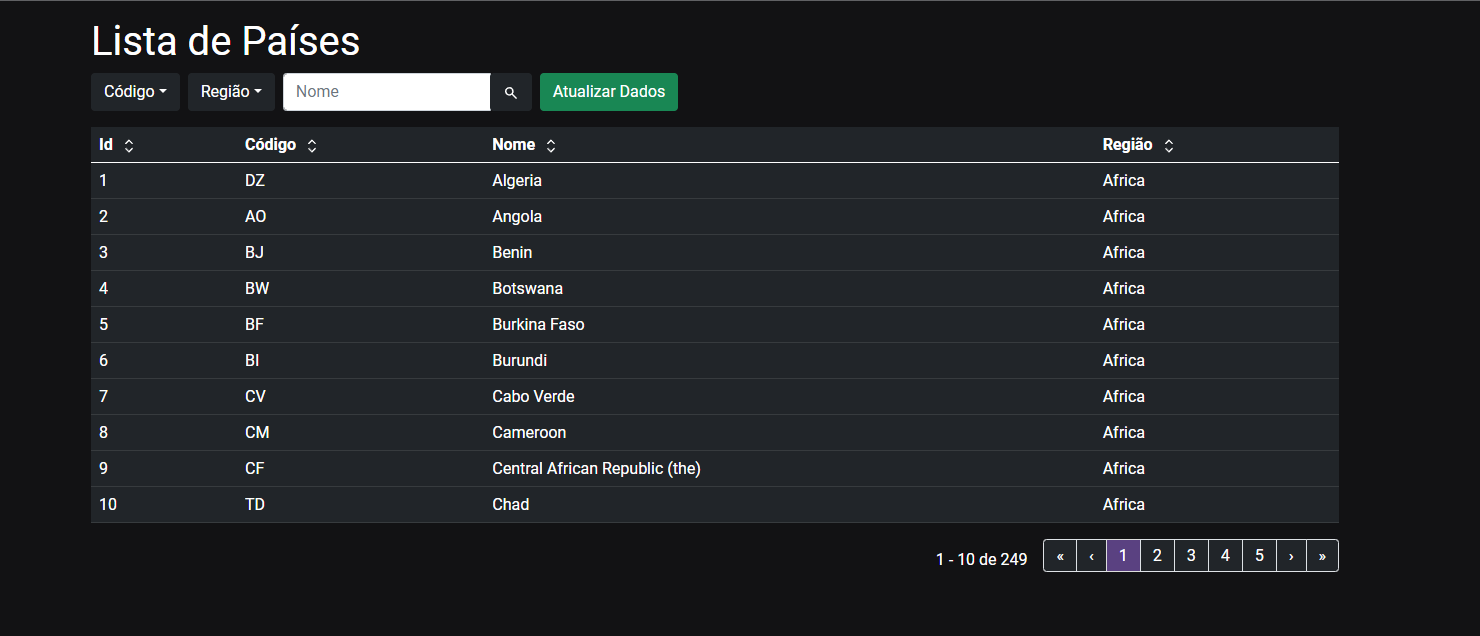 Lista de Países
Código Região Nome Atualizar Dados
Id Código Nome Região
1 DZ Algeria Africa
2 AO Angola Africa
3 BJ Benin Africa
4 BW Botswana Africa
5 BF Burkina Faso Africa
6 BI Burundi Africa
7 CV Cabo Verde Africa
8 CM Cameroon Africa
9 CF Central African Republic (the) Africa
10 TD Chad Africa
1 - 10 de 249 « ‹ 1 2 3 4 5 › »